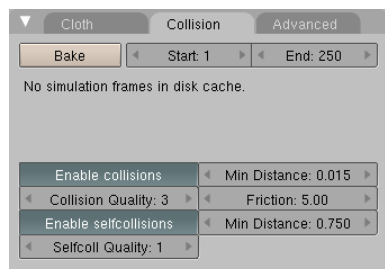 Cloth Collision Advanced
Bake Start: 1 End: 250
No simulation frames in disk cache.
Enable collisions Min Distance: 0.015
Collision Quality: 3 Friction: 5.00
Enable selfcollisions Min Distance: 0.750
Selfcoll Quality: 1